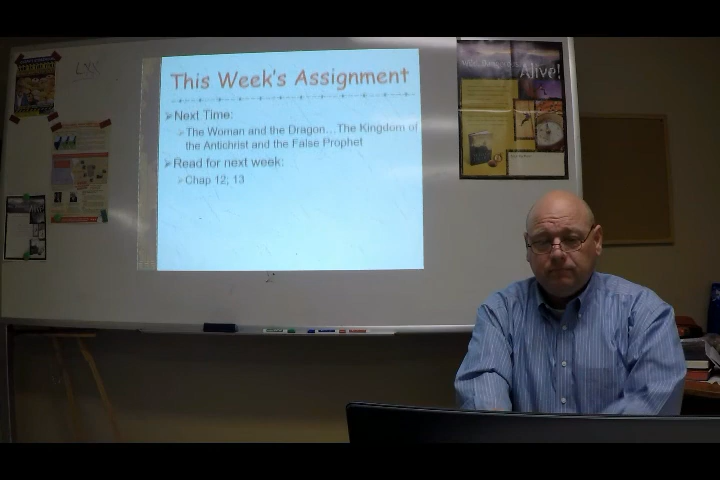 This Week's Assignment
Next Time:
The Woman and the Dragon...The Kingdom of
the Antichrist and the False Prophet
Read for next week:
Chap 12; 13
Alive!